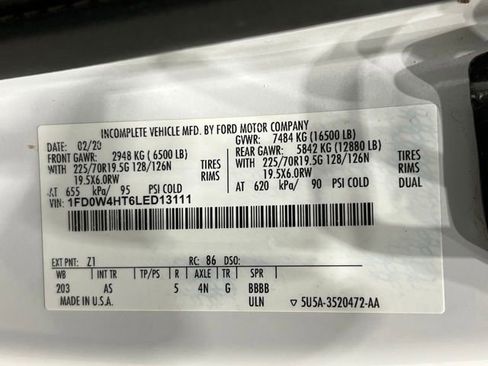 INCOMPLETE VEHICLE MFD. BY FORD MOTOR COMPANY
DATE: 02/20 GVWR: 7484 KG (16500 LB)
FRONT GAWR: 2948 KG ( 6500 LB) REAR GAWR: 5842 KG (12880 LB)
WITH 225/70R19.5G 128/126N TIRES WITH 225/70R19.5G 128/126N TIRES
19.5X6.0RW RIMS 19.5X6.0RW RIMS
AT 655 kPa/ 95 PSI COLD AT 620 kPa/ 90 PSI COLD DUAL
VIN: 1FD0W4HT6LED13111
EXT PNT: Z1 RC: 86 DSO:
WB INT TR TP/PS R AXLE TR SPR
203 AS 5 4N G BBBB
MADE IN U.S.A. ULN 5U5A-3520472-AA